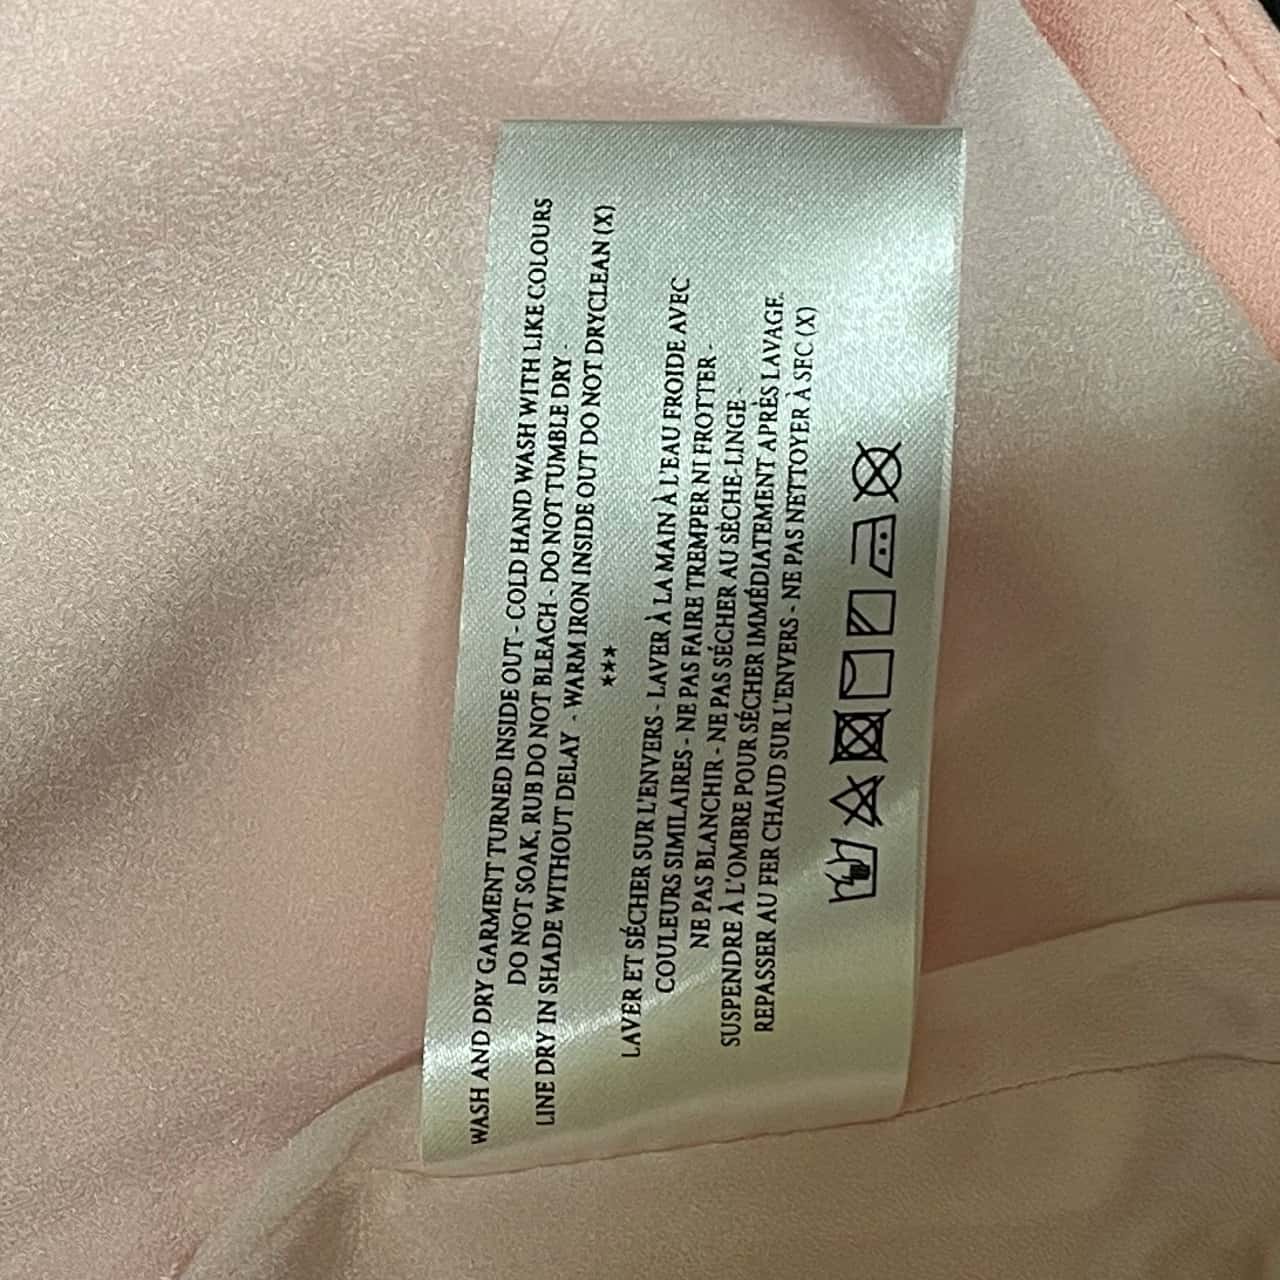 WASH AND DRY GARMENT TURNED INSIDE OUT - COLD HAND WASH WITH LIKE COLOURS
DO NOT SOAK, RUB DO NOT BLEACH - DO NOT TUMBLE DRY -
LINE DRY IN SHADE WITHOUT DELAY - WARM IRON INSIDE OUT DO NOT DRYCLEAN (X)
***
LAVER ET SÉCHER SUR L'ENVERS - LAVER À LA MAIN À L'EAU FROIDE AVEC
COULEURS SIMILAIRES - NE PAS FAIRE TREMPER NI FROTTER -
NE PAS BLANCHIR - NE PAS SÉCHER AU SÈCHE-LINGE -
SUSPENDRE À L'OMBRE POUR SÉCHER IMMÉDIATEMENT APRÈS LAVAGE.
REPASSER AU FER CHAUD SUR L'ENVERS - NE PAS NETTOYER À SEC (X)